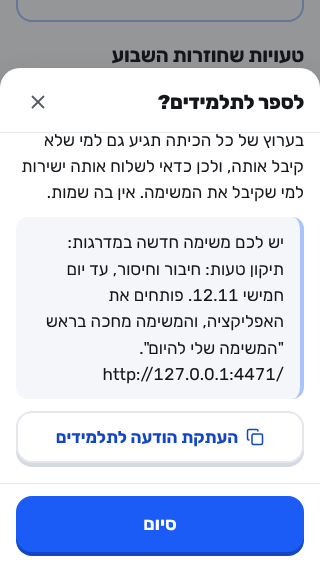 טעויות שחוזרות השבוע
לספר לתלמידים?
בערוץ של כל הכיתה תגיע גם למי שלא
קיבל אותה, ולכן כדאי לשלוח אותה ישירות
למי שקיבל את המשימה. אין בה שמות.
יש לכם משימה חדשה במדרגות:
תיקון טעות: חיבור וחיסור, עד יום
חמישי 12.11. פותחים את
האפליקציה, והמשימה מחכה בראש
"המשימה שלי להיום".
http://127.0.0.1:4471/
העתקת הודעה לתלמידים
סיום